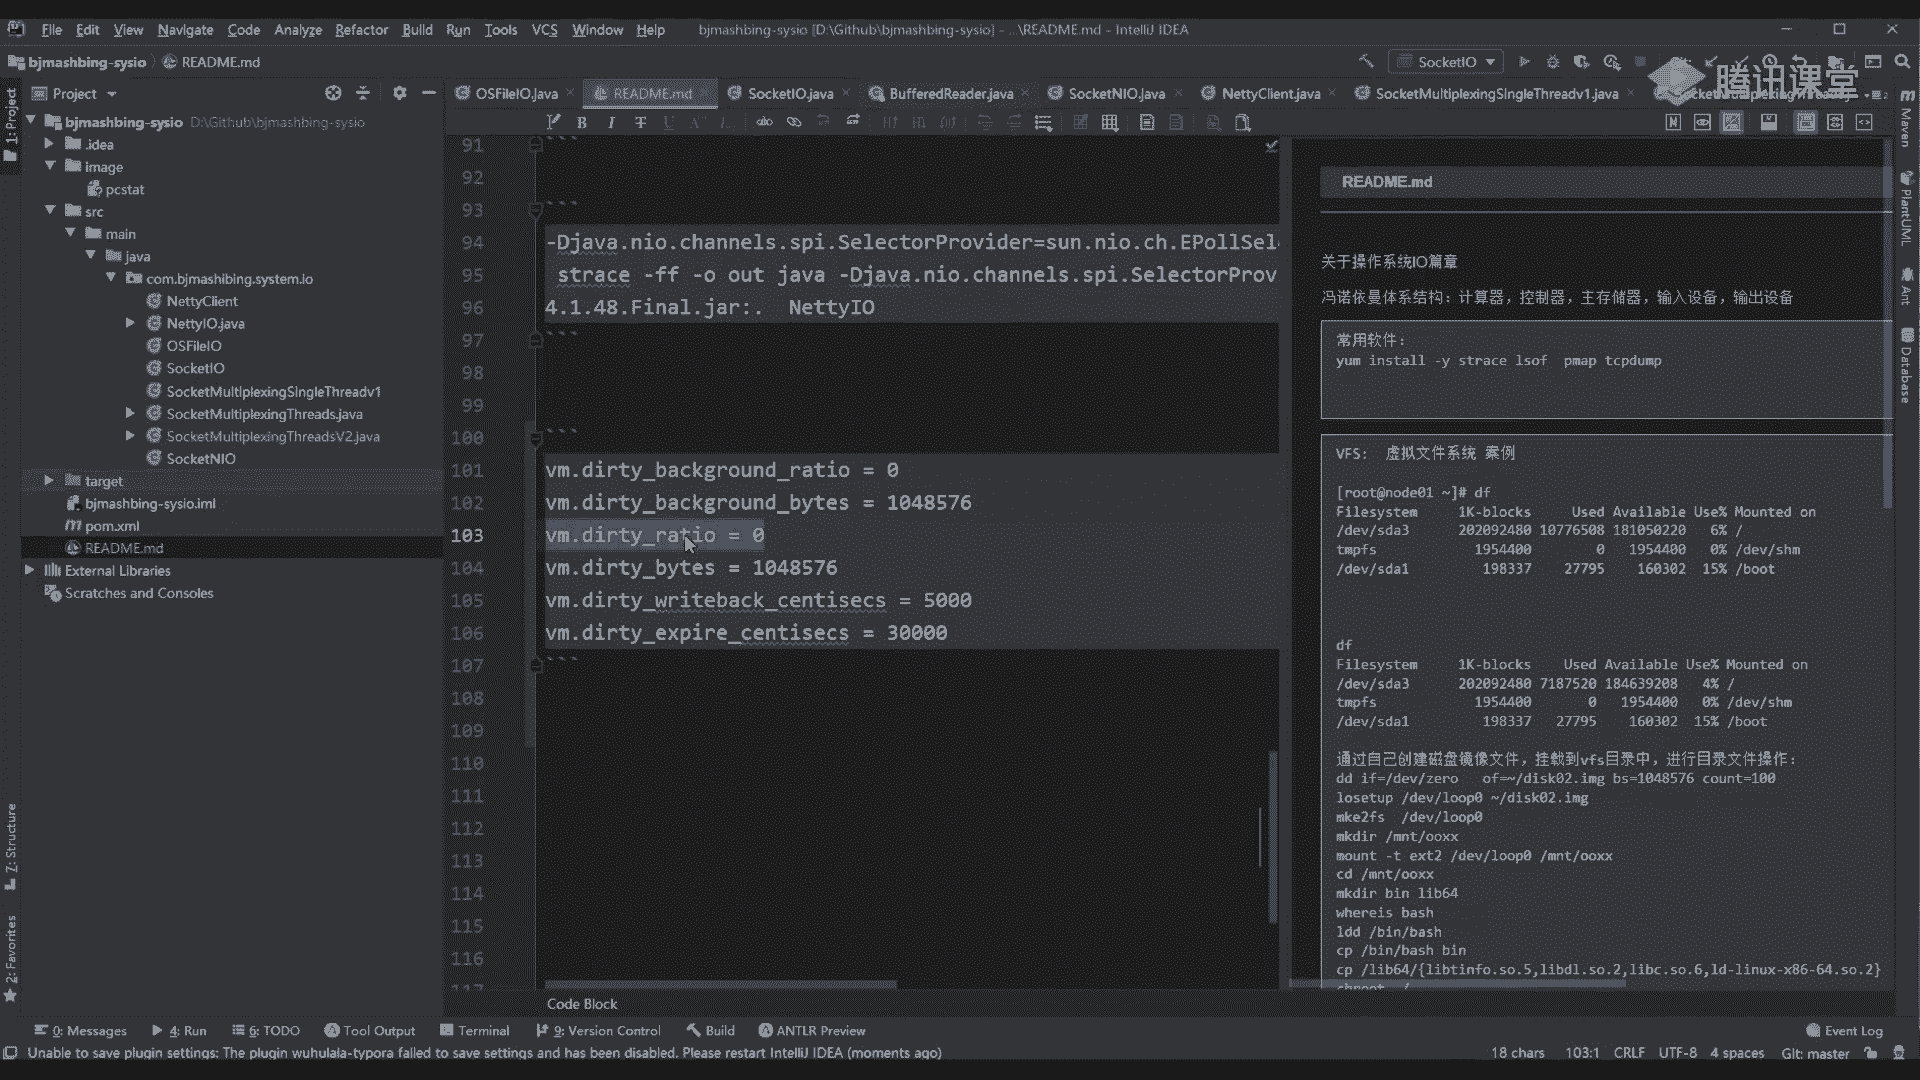 File Edit View Navigate Code Analyze Refactor Build Run Tools VCS Window Help bjmashbing-sysio [D:\Github\bjmashbing-sysio] - ...\README.md - IntelliJ IDEA
bjmashbing-sysio README.md SocketIO
腾讯课堂
Project
OSFileIO.java README.md SocketIO.java BufferedReader.java SocketNIO.java NettyClient.java SocketMultiplexingSIngleThreadv1.java
1: Project
Z: Structure
2: Favorites
Maven
PlantUML
Ant
Database
bjmashbing-sysio D:\Github\bjmashbing-sysio
.idea
image
pcstat
src
main
java
com.bjmashibing.system.io
NettyClient
NettyIO.java
OSFileIO
SocketIO
SocketMultiplexingSIngleThreadv1
SocketMultiplexingThreads.java
SocketMultiplexingThreadsV2.java
SocketNIO
target
bjmashbing-sysio.iml
pom.xml
README.md
External Libraries
Scratches and Consoles
91 ```
92
93 ```
94 -Djava.nio.channels.spi.SelectorProvider=sun.nio.ch.EPollSel
95 strace -ff -o out java -Djava.nio.channels.spi.SelectorProv
96 4.1.48.Final.jar:. NettyIO
97 ```
98
99
100 ```
101 vm.dirty_background_ratio = 0
102 vm.dirty_background_bytes = 1048576
103 vm.dirty_ratio = 0
104 vm.dirty_bytes = 1048576
105 vm.dirty_writeback_centisecs = 5000
106 vm.dirty_expire_centisecs = 30000
107 ```
108
109
110
111
112
113
114
115
116
Code Block
README.md
关于操作系统IO篇章
冯诺依曼体系结构：计算器，控制器，主存储器，输入设备，输出设备
常用软件：
yum install -y strace lsof pmap tcpdump
VFS: 虚拟文件系统 案例
[root@node01 ~]# df
Filesystem 1K-blocks Used Available Use% Mounted on
/dev/sda3 202092480 10776508 181050220 6% /
tmpfs 1954400 0 1954400 0% /dev/shm
/dev/sda1 198337 27795 160302 15% /boot
df
Filesystem 1K-blocks Used Available Use% Mounted on
/dev/sda3 202092480 7187520 184639208 4% /
tmpfs 1954400 0 1954400 0% /dev/shm
/dev/sda1 198337 27795 160302 15% /boot
通过自己创建磁盘镜像文件，挂载到vfs目录中，进行目录文件操作：
dd if=/dev/zero of=~/disk02.img bs=1048576 count=100
losetup /dev/loop0 ~/disk02.img
mke2fs /dev/loop0
mkdir /mnt/ooxx
mount -t ext2 /dev/loop0 /mnt/ooxx
cd /mnt/ooxx
mkdir bin lib64
whereis bash
ldd /bin/bash
cp /bin/bash bin
cp /lib64/{libtinfo.so.5,libdl.so.2,libc.so.6,ld-linux-x86-64.so.2}
0: Messages 4: Run 6: TODO Tool Output Terminal 9: Version Control Build ANTLR Preview Event Log
Unable to save plugin settings: The plugin wuhulala-typora failed to save settings and has been disabled. Please restart IntelliJ IDEA (moments ago) 18 chars 103:1 CRLF UTF-8 4 spaces Git: master